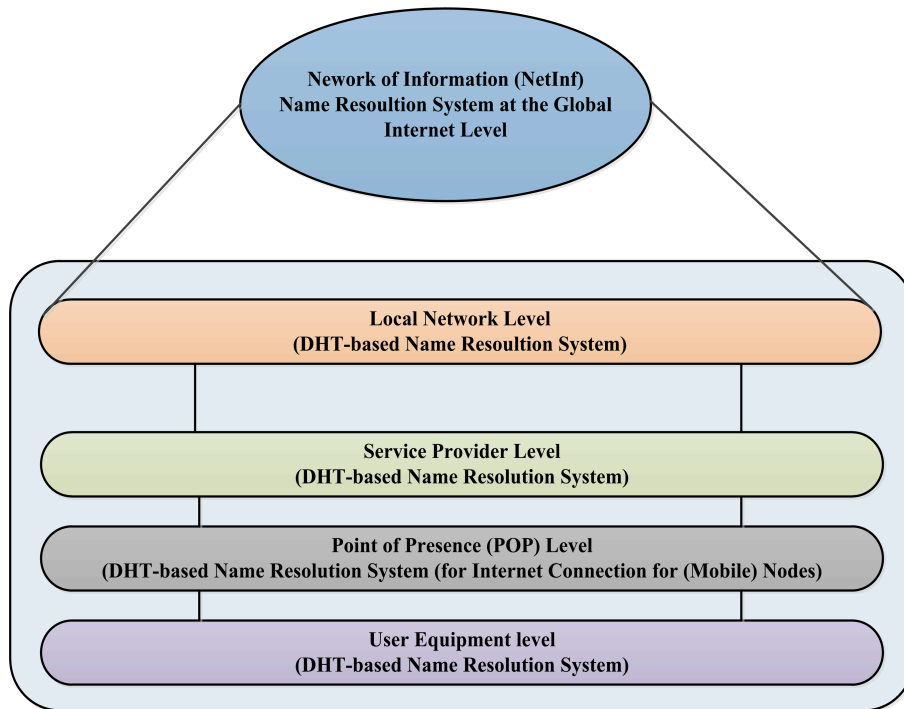 Nework of Information (NetInf)
Name Resoultion System at the Global
Internet Level
Local Network Level
(DHT-based Name Resoultion System)
Service Provider Level
(DHT-based Name Resolution System)
Point of Presence (POP) Level
(DHT-based Name Resolution System (for Internet Connection for (Mobile) Nodes)
User Equipment level
(DHT-based Name Resolution System)